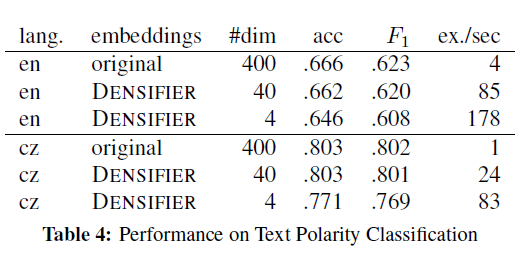 lang. embeddings #dim acc F1 ex./sec
en original 400 .666 .623 4
en DENSIFIER 40 .662 .620 85
en DENSIFIER 4 .646 .608 178
cz original 400 .803 .802 1
cz DENSIFIER 40 .803 .801 24
cz DENSIFIER 4 .771 .769 83
Table 4: Performance on Text Polarity Classification